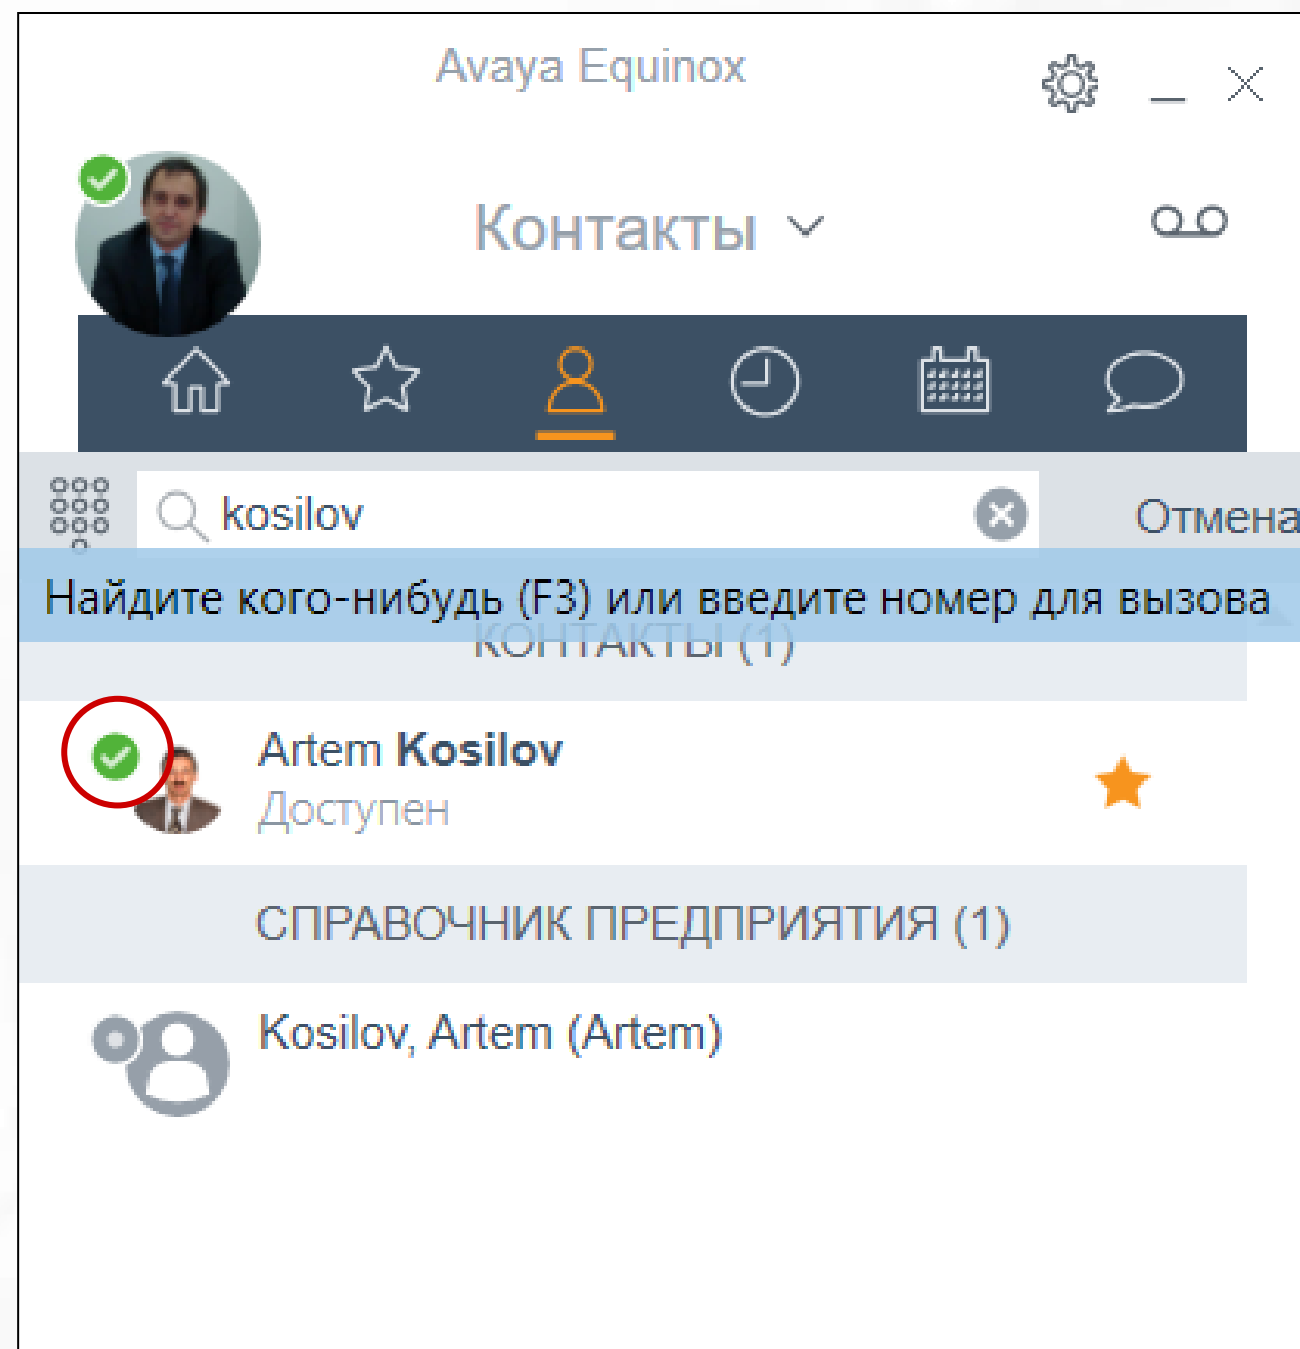 Avaya Equinox
Контакты
kosilov
Отмена
Найдите кого-нибудь (F3) или введите номер для вызова
КОНТАКТЫ (1)
Artem Kosilov
Доступен
СПРАВОЧНИК ПРЕДПРИЯТИЯ (1)
Kosilov, Artem (Artem)